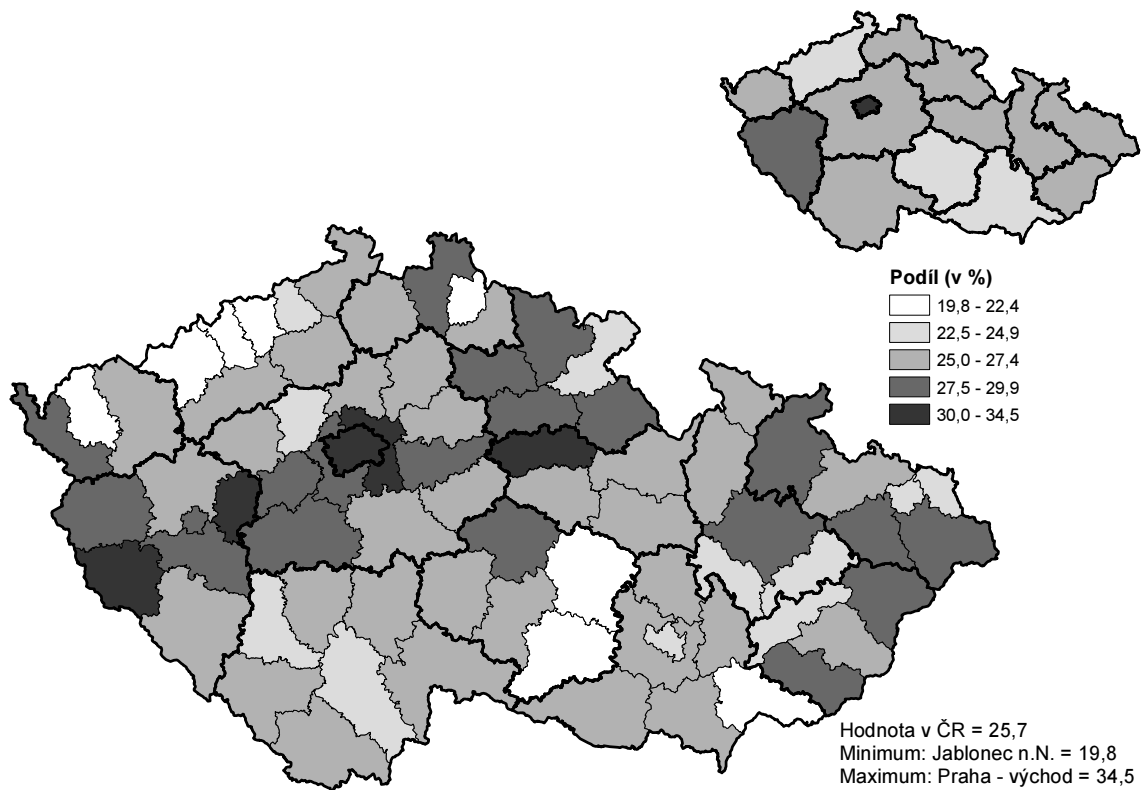 Podíl (v %)
19,8 - 22,4
22,5 - 24,9
25,0 - 27,4
27,5 - 29,9
30,0 - 34,5
Hodnota v ČR = 25,7
Minimum: Jablonec n.N. = 19,8
Maximum: Praha - východ = 34,5